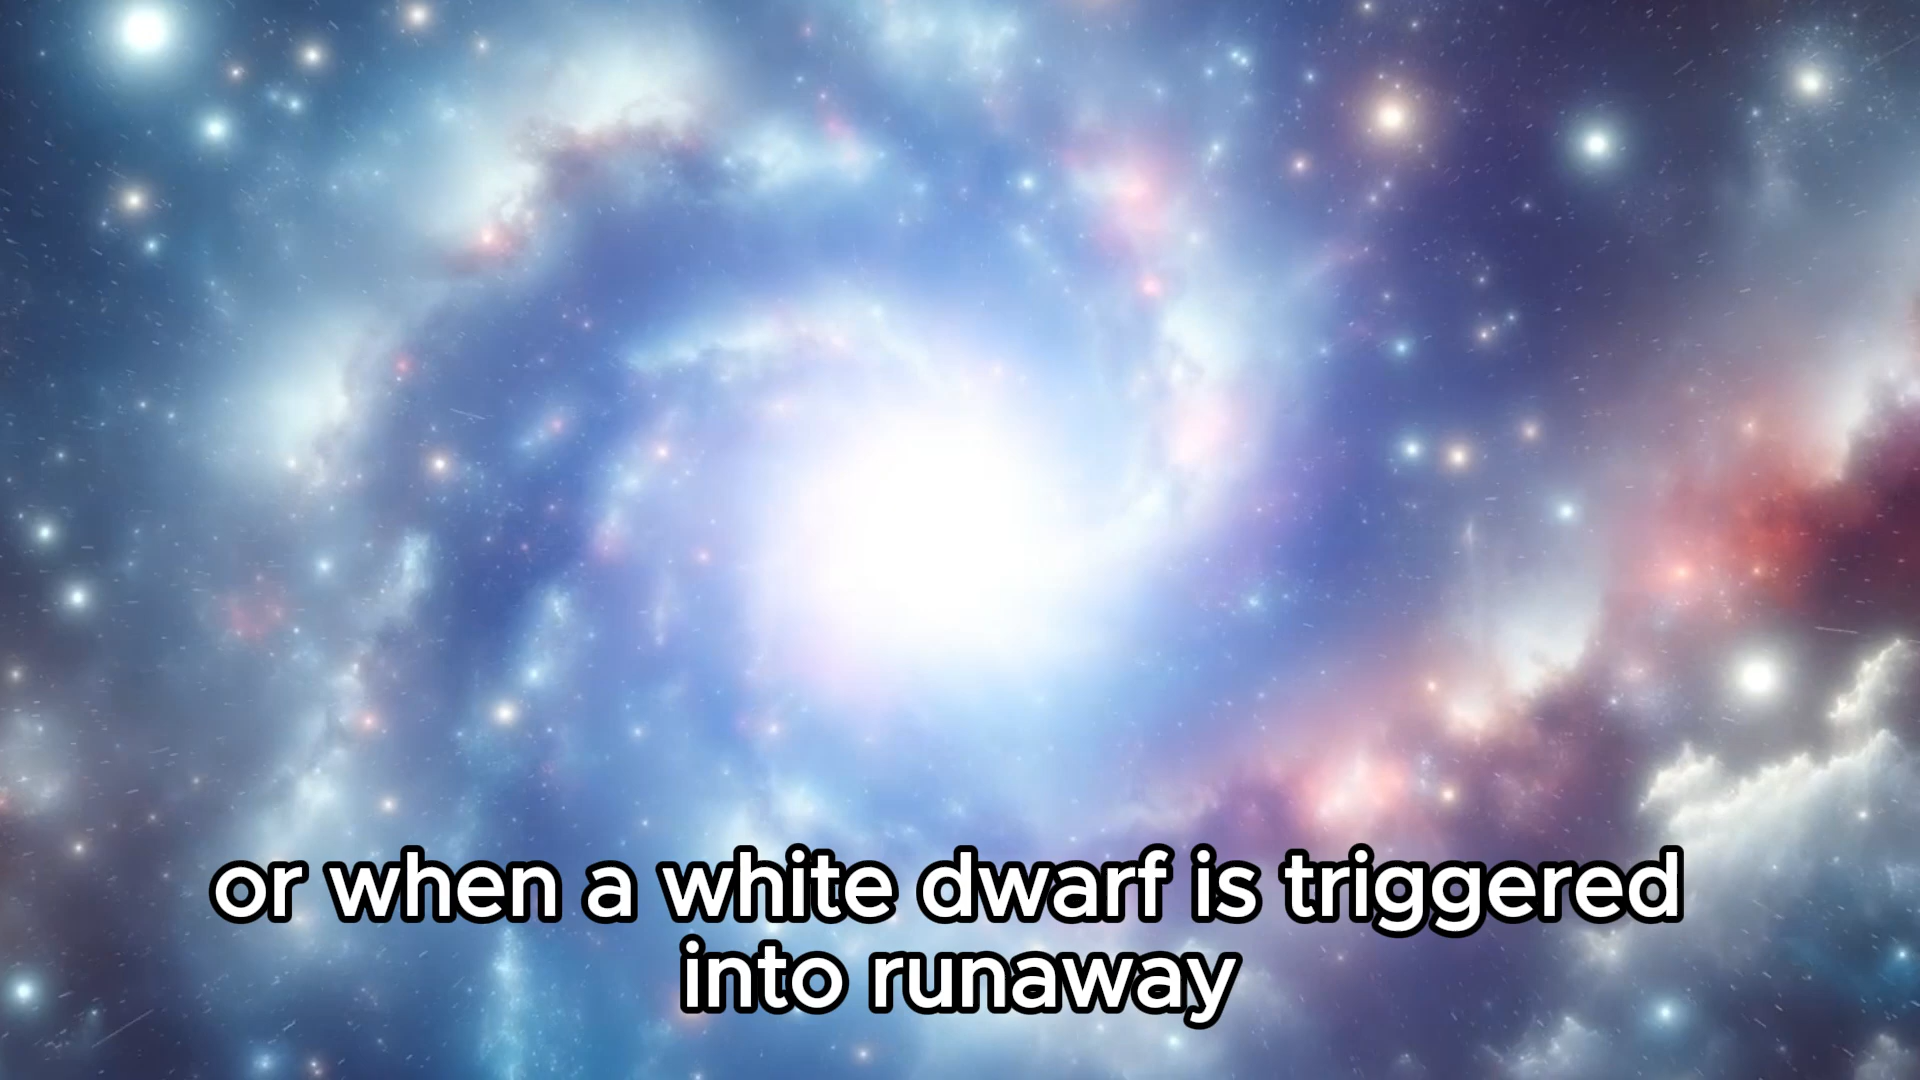 or when a white dwarf is triggered
into runaway